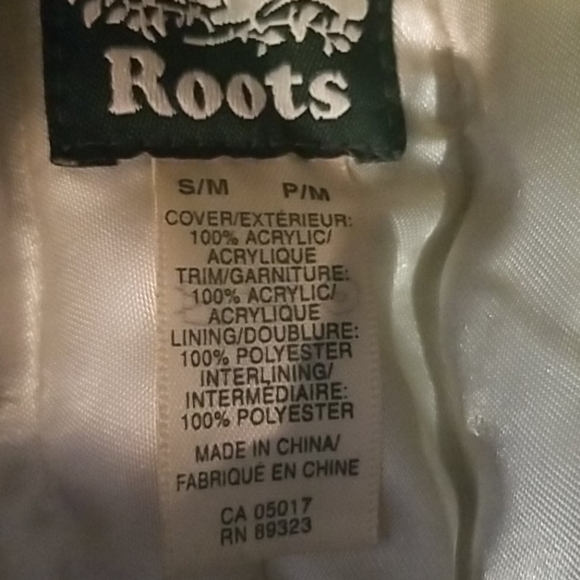 Roots
S/M P/M
COVER/EXTÉRIEUR:
100% ACRYLIC/
ACRYLIQUE
TRIM/GARNITURE:
100% ACRYLIC/
ACRYLIQUE
LINING/DOUBLURE:
100% POLYESTER
INTERLINING/
INTERMÉDIAIRE:
100% POLYESTER
MADE IN CHINA/
FABRIQUÉ EN CHINE
CA 05017
RN 89323